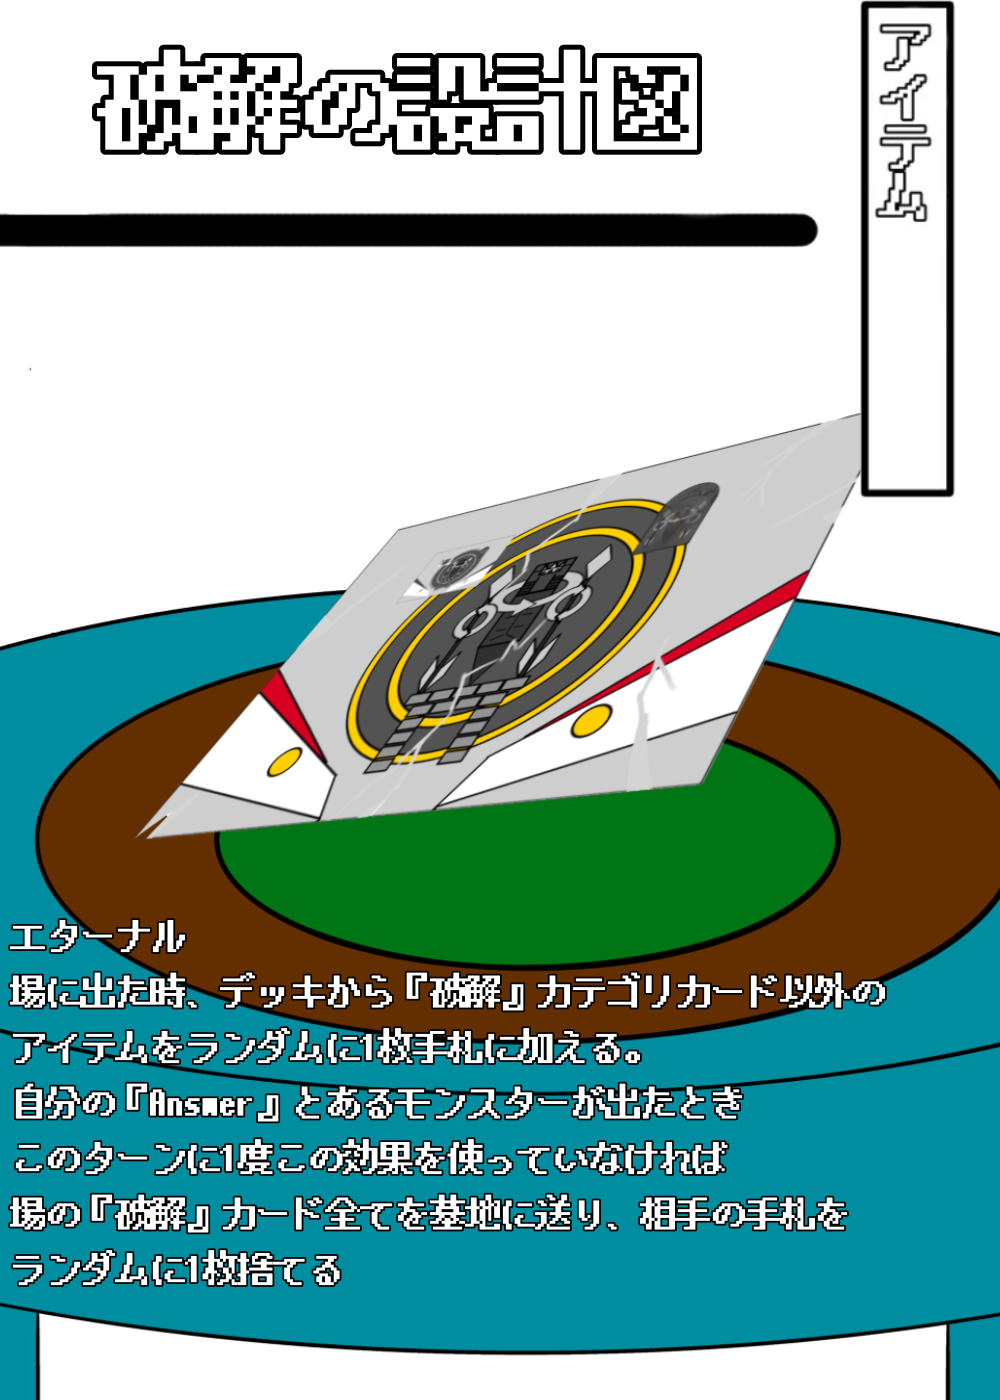 破解の設計図
アイテム
エターナル
場に出た時、デッキから『破解』カテゴリカード以外の
アイテムをランダムに1枚手札に加える。
自分の『Answer』とあるモンスターが出たとき
このターンに1度この効果を使っていなければ
場の『破解』カード全てを墓地に送り、相手の手札を
ランダムに1枚捨てる